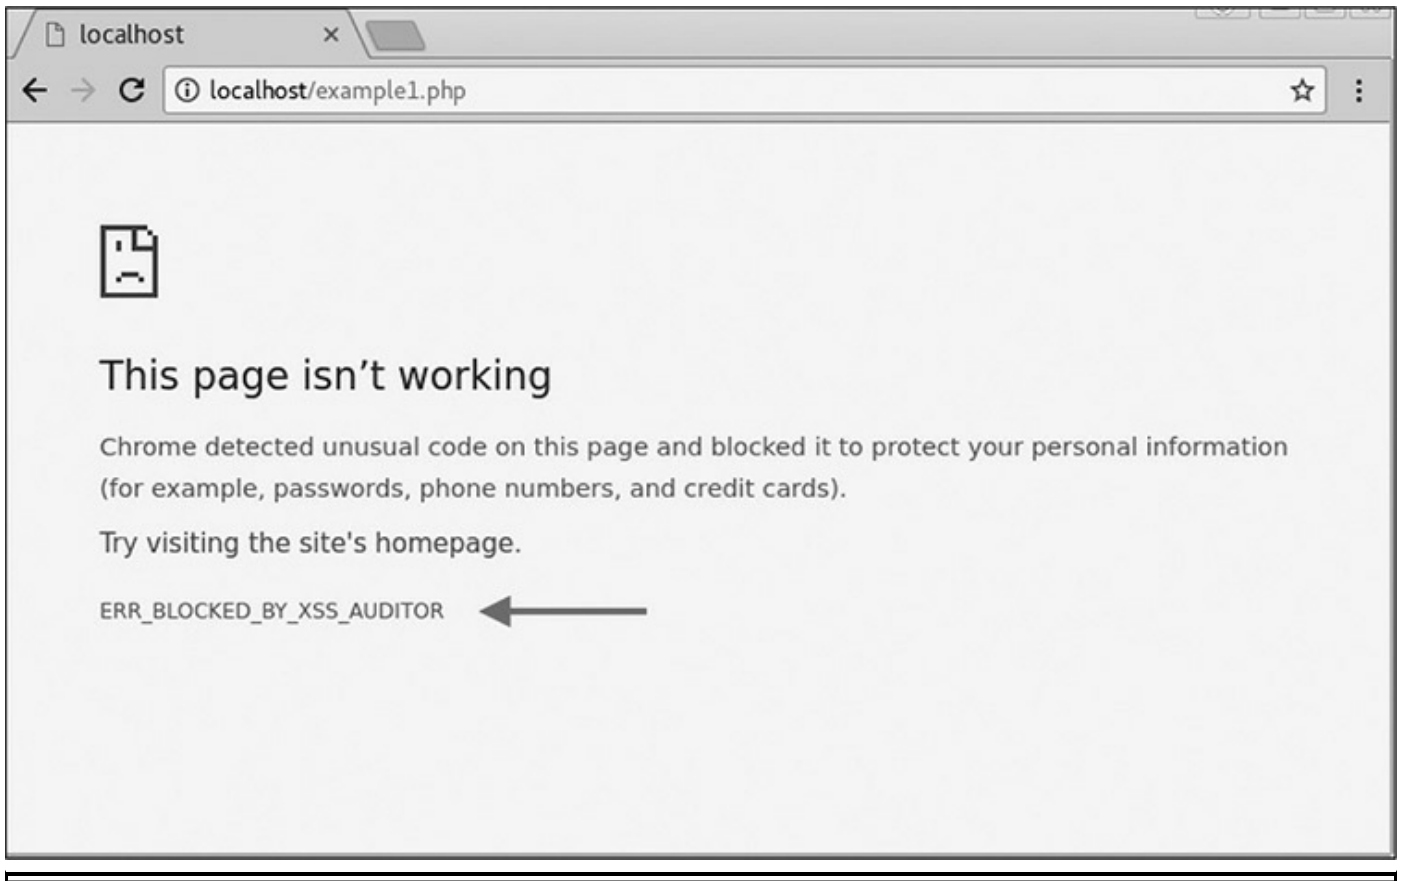 localhost
localhost/example1.php
This page isn’t working
Chrome detected unusual code on this page and blocked it to protect your personal information
(for example, passwords, phone numbers, and credit cards).
Try visiting the site's homepage.
ERR_BLOCKED_BY_XSS_AUDITOR